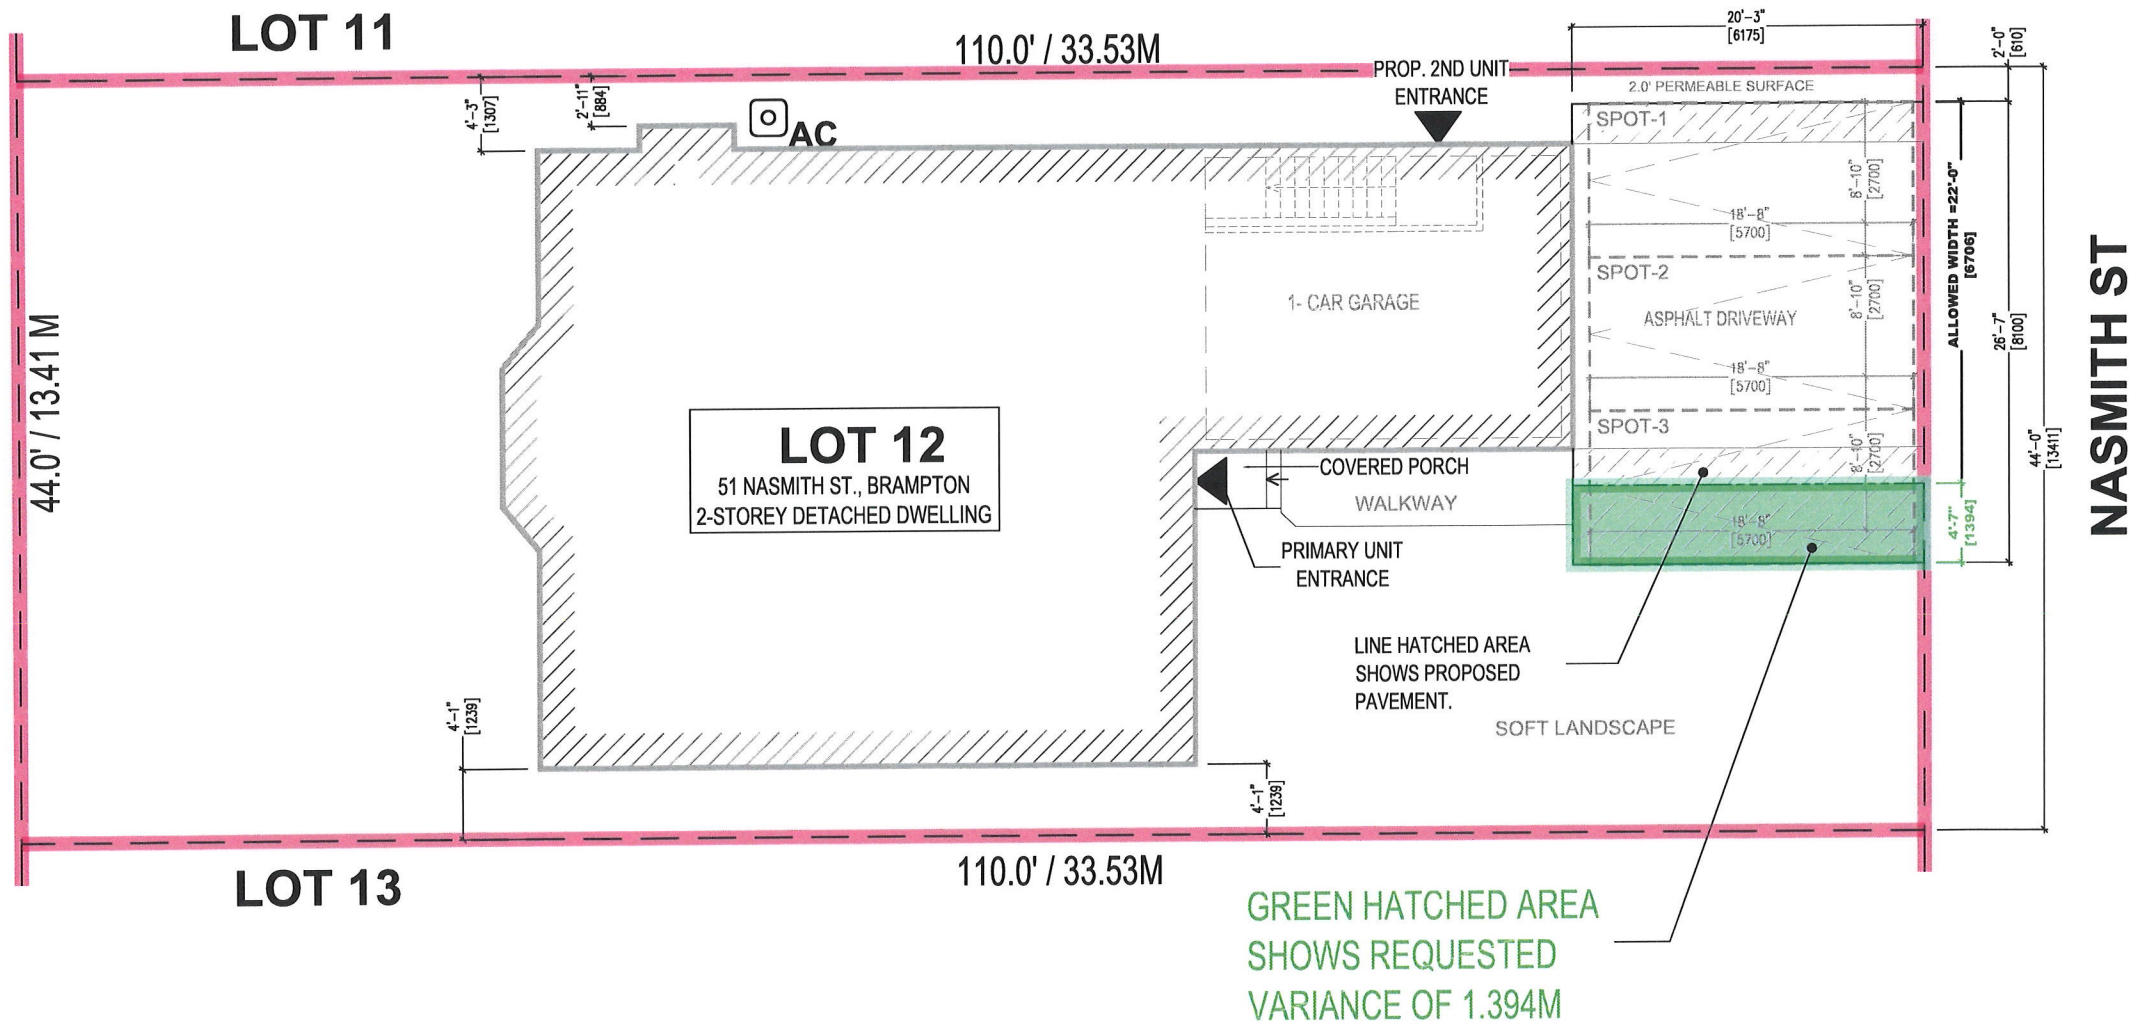 LOT 11
110.0' / 33.53M
20'-3"
[6175]
2'-0"
[610]
PROP. 2ND UNIT
ENTRANCE
2.0' PERMEABLE SURFACE
4'-3"
[1307]
2'-11"
[884]
AC
SPOT-1
8'-10"
[2700]
18'-8"
[5700]
ALLOWED WIDTH =22'-0"
[6706]
SPOT-2
8'-10"
[2700]
1- CAR GARAGE
ASPHALT DRIVEWAY
26'-7"
[8100]
NASMITH ST
44.0' / 13.41 M
18'-8"
[5700]
SPOT-3
8'-10"
[2700]
44'-0"
[13411]
LOT 12
51 NASMITH ST., BRAMPTON
2-STOREY DETACHED DWELLING
COVERED PORCH
WALKWAY
18'-8"
[5700]
4'-7"
[1394]
PRIMARY UNIT
ENTRANCE
LINE HATCHED AREA
SHOWS PROPOSED
PAVEMENT.
SOFT LANDSCAPE
4'-1"
[1239]
4'-1"
[1239]
110.0' / 33.53M
LOT 13
GREEN HATCHED AREA
SHOWS REQUESTED
VARIANCE OF 1.394M